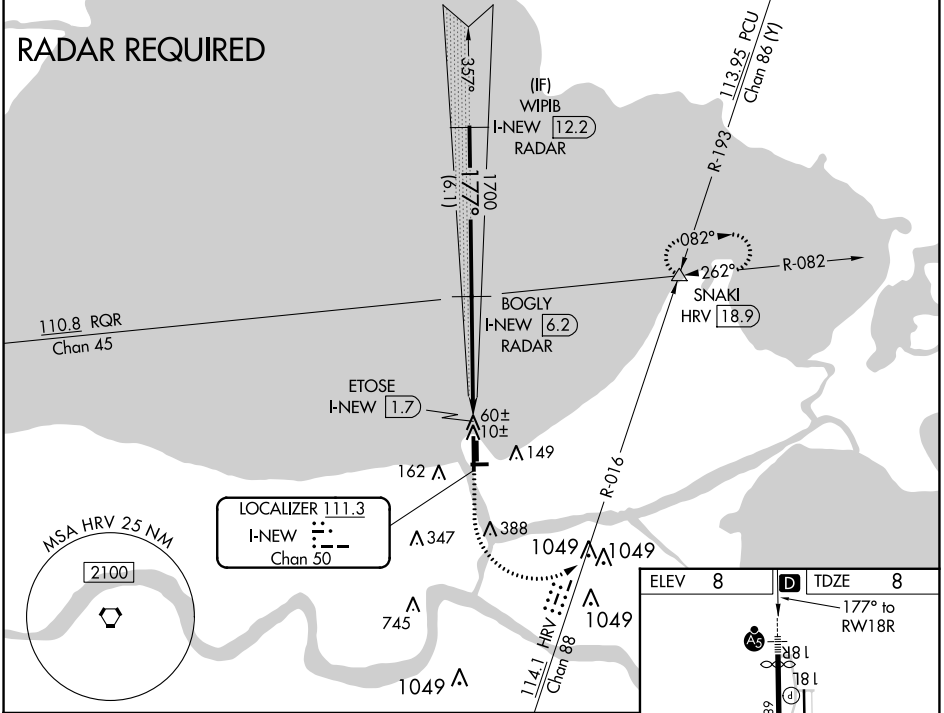 RADAR REQUIRED
357°
(IF)
WIPIB
I-NEW 12.2
RADAR
113.95 PCU
Chan 86 (Y)
R-193
1700
177°
(6.1)
082°
262°
R-082
SNAKI
HRV 18.9
BOGLY
I-NEW 6.2
RADAR
110.8 RQR
Chan 45
ETOSE
I-NEW 1.7
60±
10±
149
162
R-016
LOCALIZER 111.3
I-NEW
Chan 50
347
388
1049
1049
1049
745
1049
114.1 HRV
Chan 88
MSA HRV 25 NM
2100
ELEV 8
D
TDZE 8
177° to
RW18R
A5
18R
18L
P